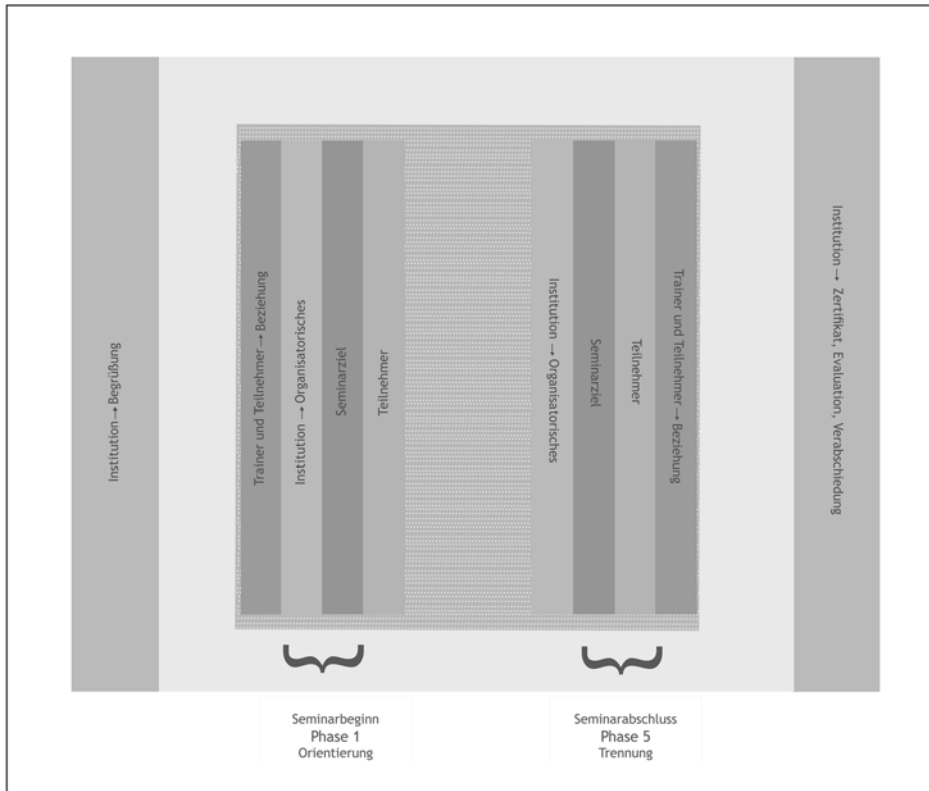 Institution → Begrüßung
Trainer und Teilnehmer → Beziehung
Institution → Organisatorisches
Seminarziel
Teilnehmer
Institution → Organisatorisches
Seminarziel
Teilnehmer
Trainer und Teilnehmer → Beziehung
Institution → Zertifikat, Evaluation, Verabschiedung
Seminarbeginn
Phase 1
Orientierung
Seminarabschluss
Phase 5
Trennung